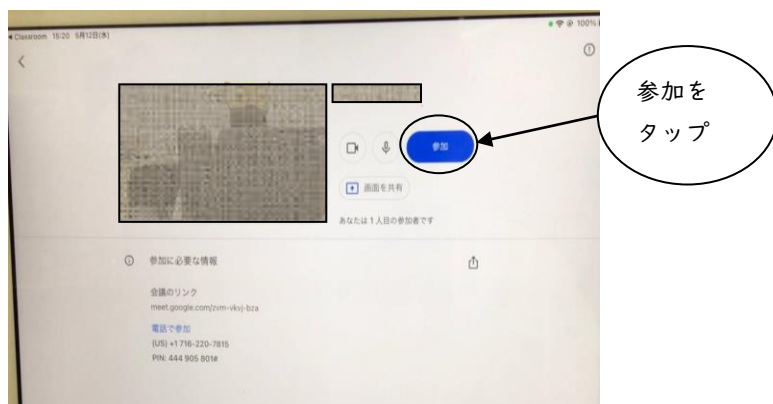 Classroom 15:20 5月12日(水)
100%
参加
画面を共有
あなたは1人目の参加者です
参加に必要な情報
会議のリンク
meet.google.com/zvm-vkvj-bza
電話で参加
(US) +1 716-220-7815
PIN: 444 905 801#
参加を
タップ